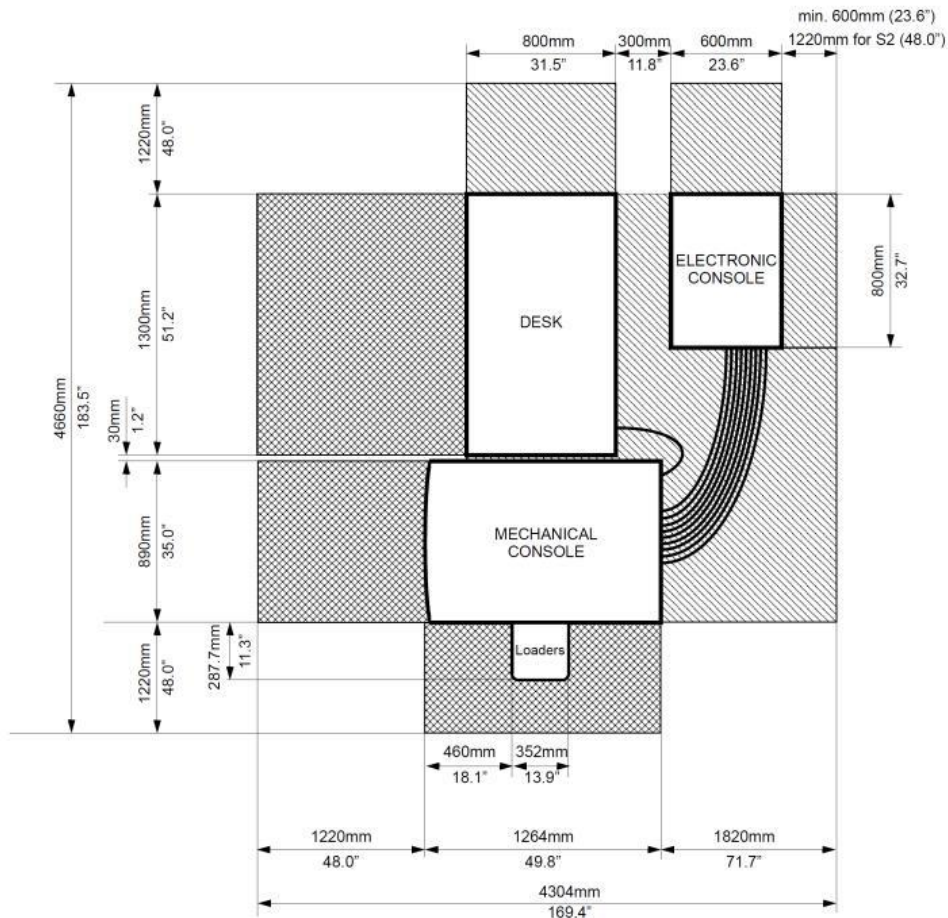 min. 600mm (23.6”)
800mm
300mm
600mm
1220mm for S2 (48.0”)
31.5”
11.8”
23.6”
1220mm
48.0”
1300mm
51.2”
DESK
ELECTRONIC
CONSOLE
800mm
32.7”
4660mm
183.5”
30mm
1.2”
890mm
35.0”
MECHANICAL
CONSOLE
Loaders
287.7mm
11.3”
1220mm
48.0”
460mm
352mm
18.1”
13.9”
1220mm
1264mm
1820mm
48.0”
49.8”
71.7”
4304mm
169.4”